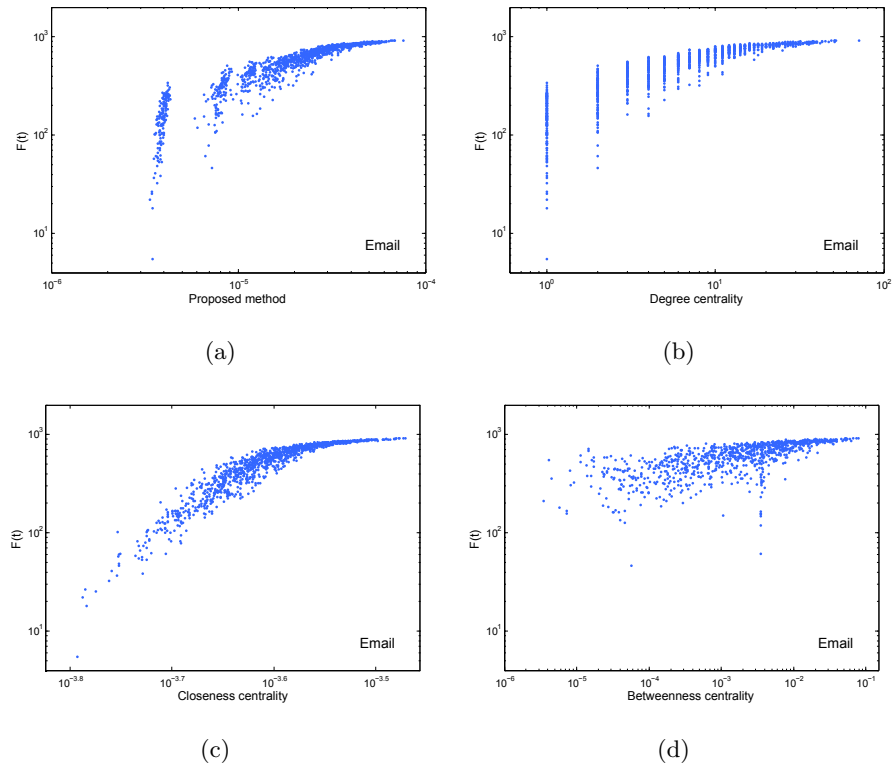 10³
10²
10¹
F(t)
Email
10⁻⁶
10⁻⁵
10⁻⁴
Proposed method
(a)
10³
10²
10¹
F(t)
Email
10⁰
10¹
10²
Degree centrality
(b)
10³
10²
10¹
F(t)
Email
10⁻³·⁸
10⁻³·⁷
10⁻³·⁶
10⁻³·⁵
Closeness centrality
(c)
10³
10²
10¹
F(t)
Email
10⁻⁶
10⁻⁵
10⁻⁴
10⁻³
10⁻²
10⁻¹
Betweenness centrality
(d)